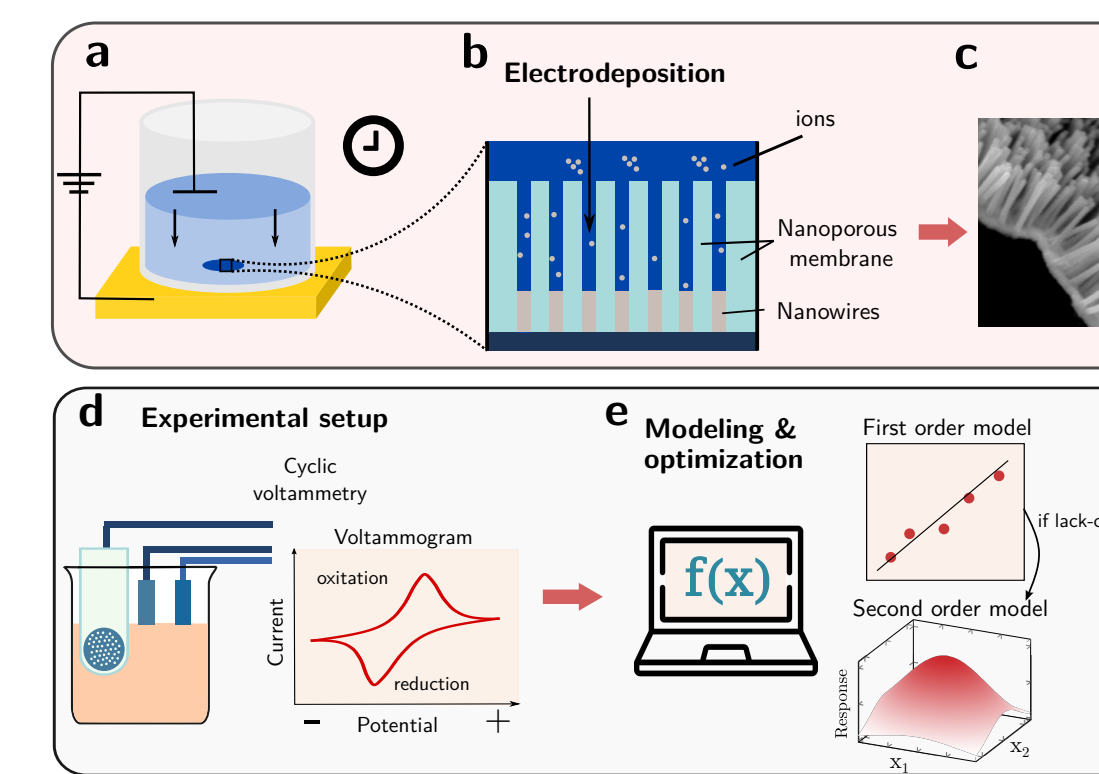 a
b
c
Electrodeposition
ions
Nanoporous
membrane
Nanowires
d
Experimental setup
Cyclic
voltammetry
Voltammogram
oxitation
reduction
Current
Potential
−
+
e
Modeling &
optimization
f(x)
First order model
if lack-
Second order model
Response
x1
x2